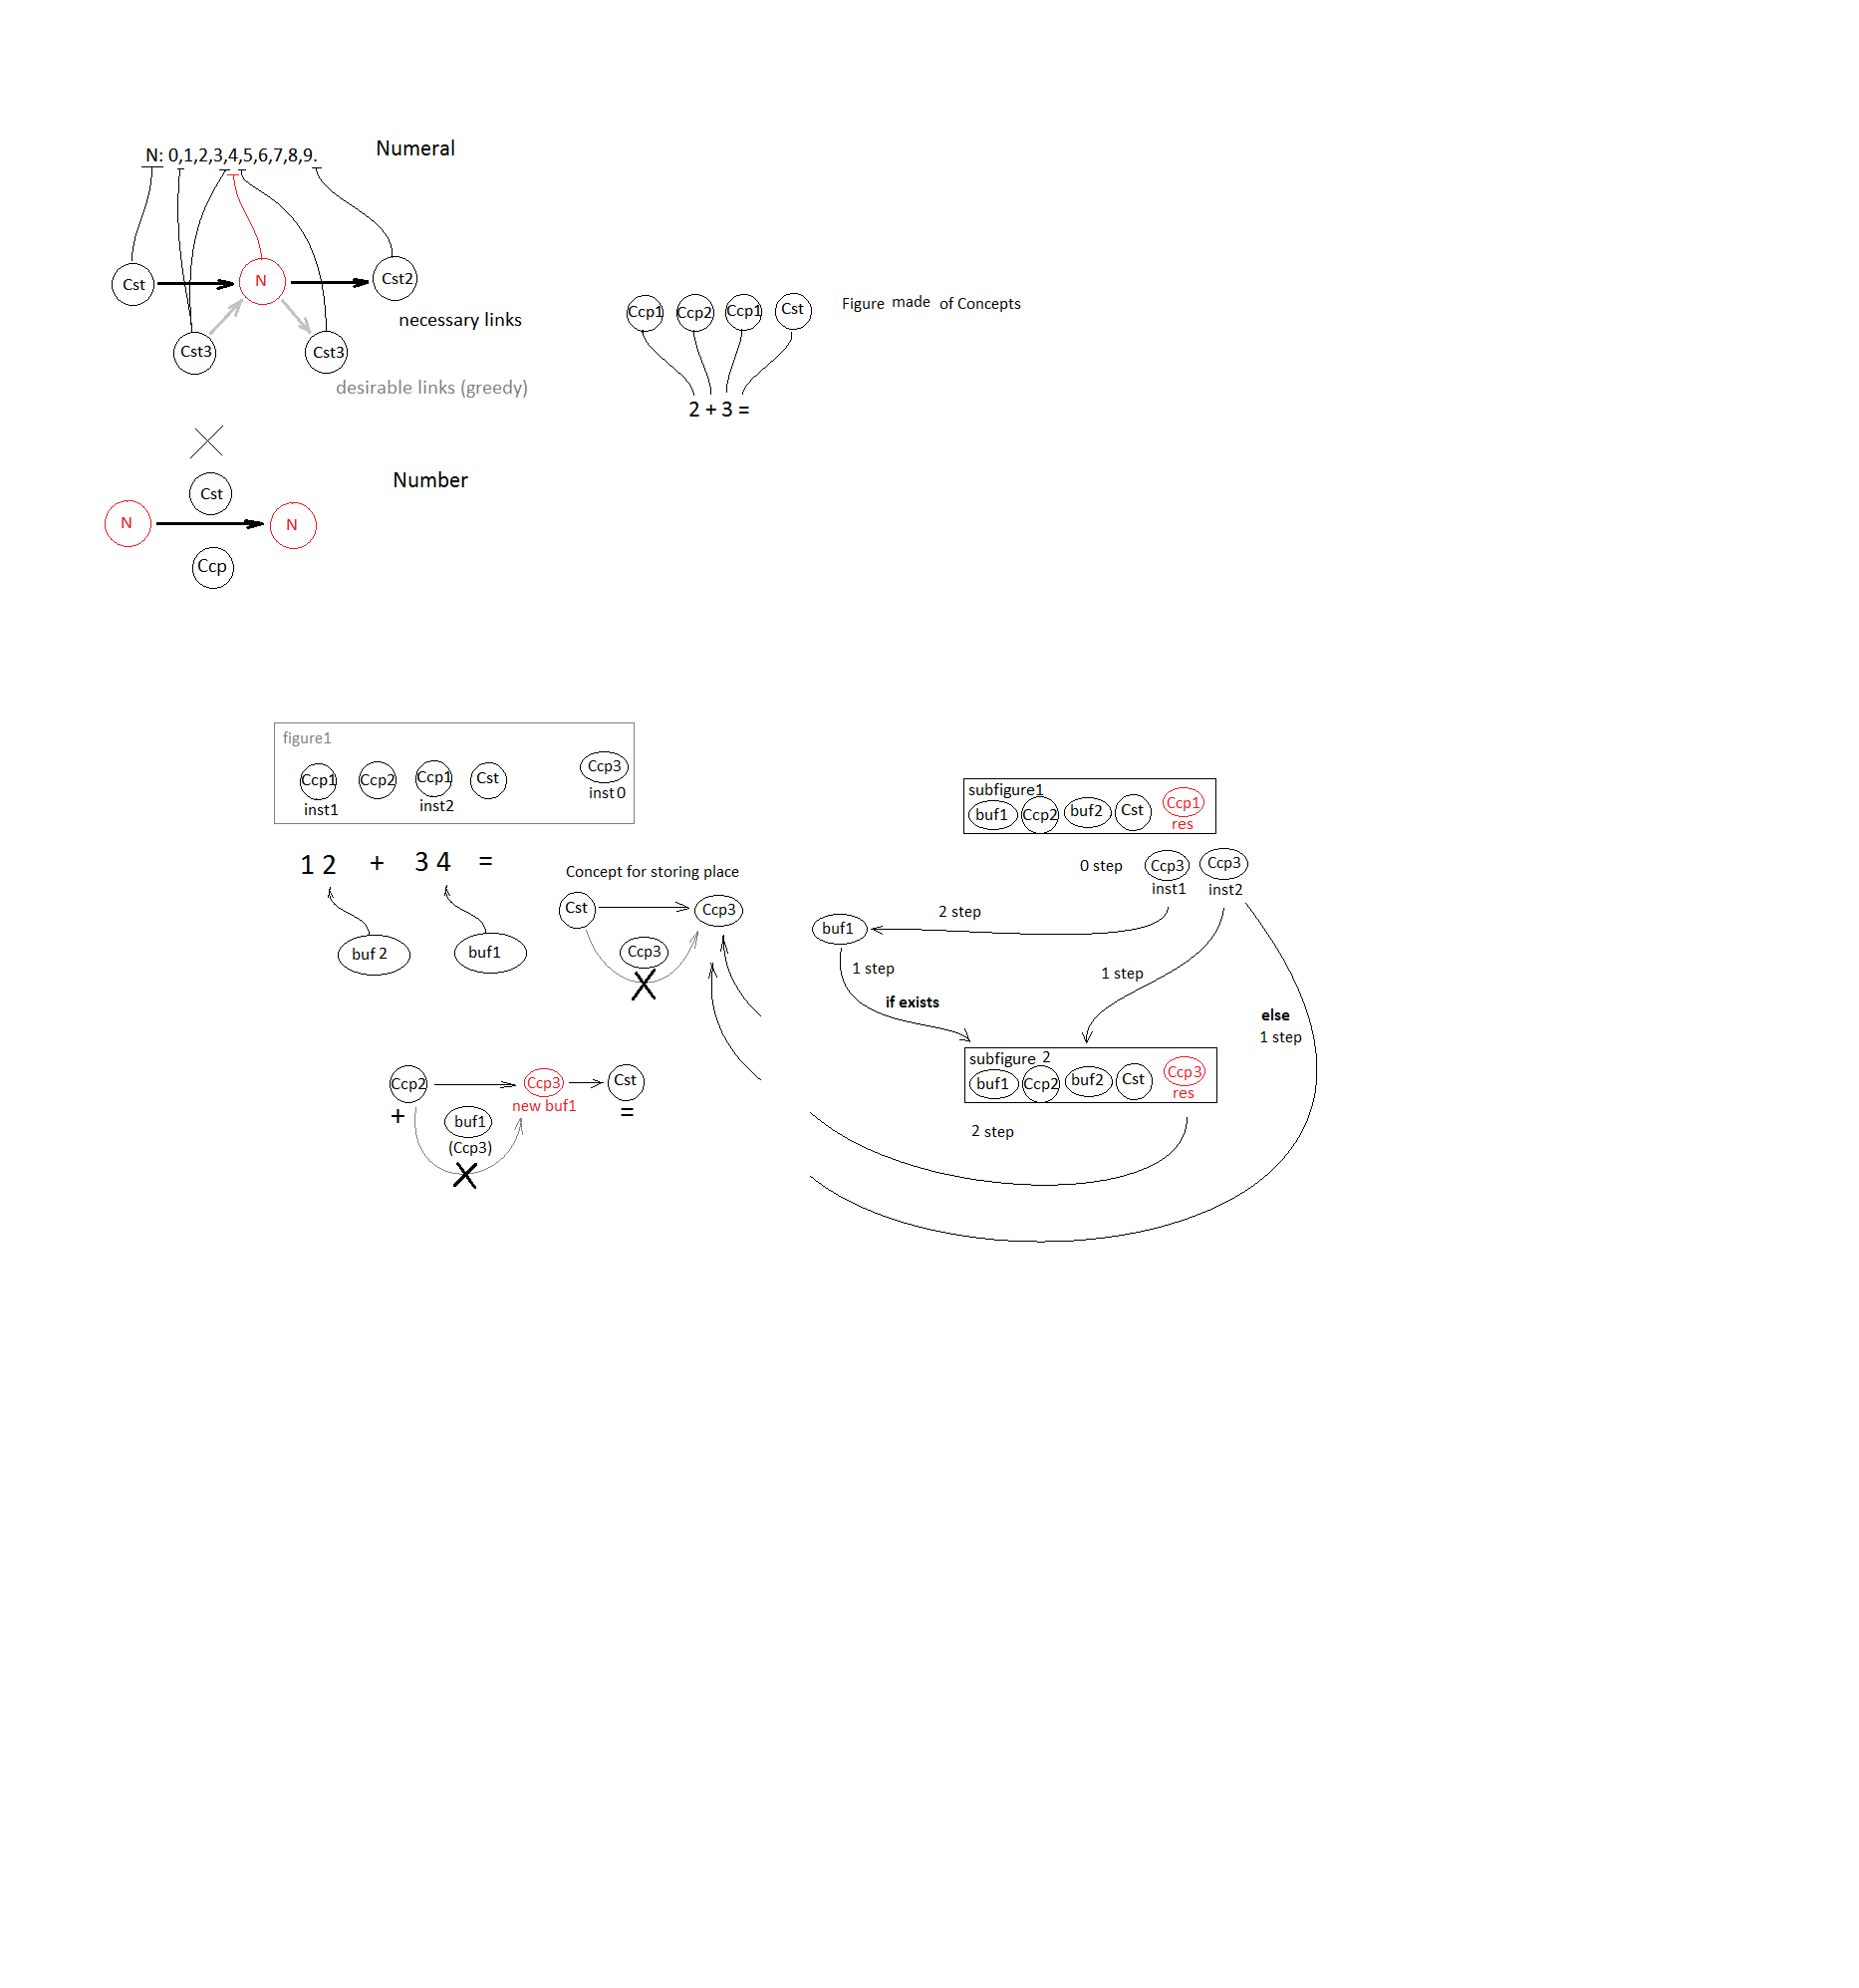 N: 0,1,2,3,4,5,6,7,8,9.
Numeral
Cst
N
Cst2
necessary links
Cst3
Cst3
desirable links (greedy)
Ccp1
Ccp2
Ccp1
Cst
Figure made of Concepts
2 + 3 =
Cst
Number
N
N
Ccp
figure1
Ccp1
Ccp2
Ccp1
Cst
Ccp3
inst1
inst2
inst 0
1 2 + 3 4 =
buf 2
buf1
Concept for storing place
Cst
Ccp3
Ccp3
Ccp2
Ccp3
Cst
+
new buf1
=
buf1
(Ccp3)
subfigure1
buf1
Ccp2
buf2
Cst
Ccp1
res
0 step
Ccp3
Ccp3
inst1
inst2
2 step
buf1
1 step
1 step
if exists
else
1 step
subfigure 2
buf1
Ccp2
buf2
Cst
Ccp3
res
2 step